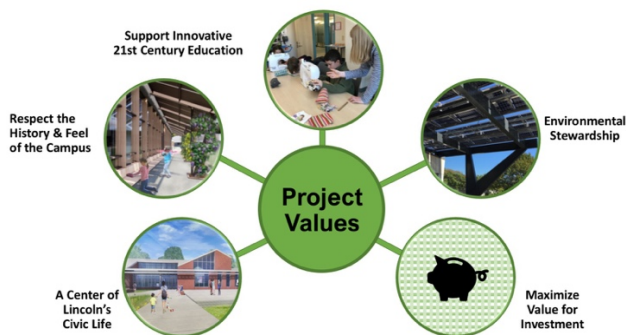 Support Innovative
21st Century Education
Respect the
History & Feel
of the Campus
Environmental
Stewardship
Project
Values
A Center of
Lincoln's
Civic Life
Maximize
Value for
Investment